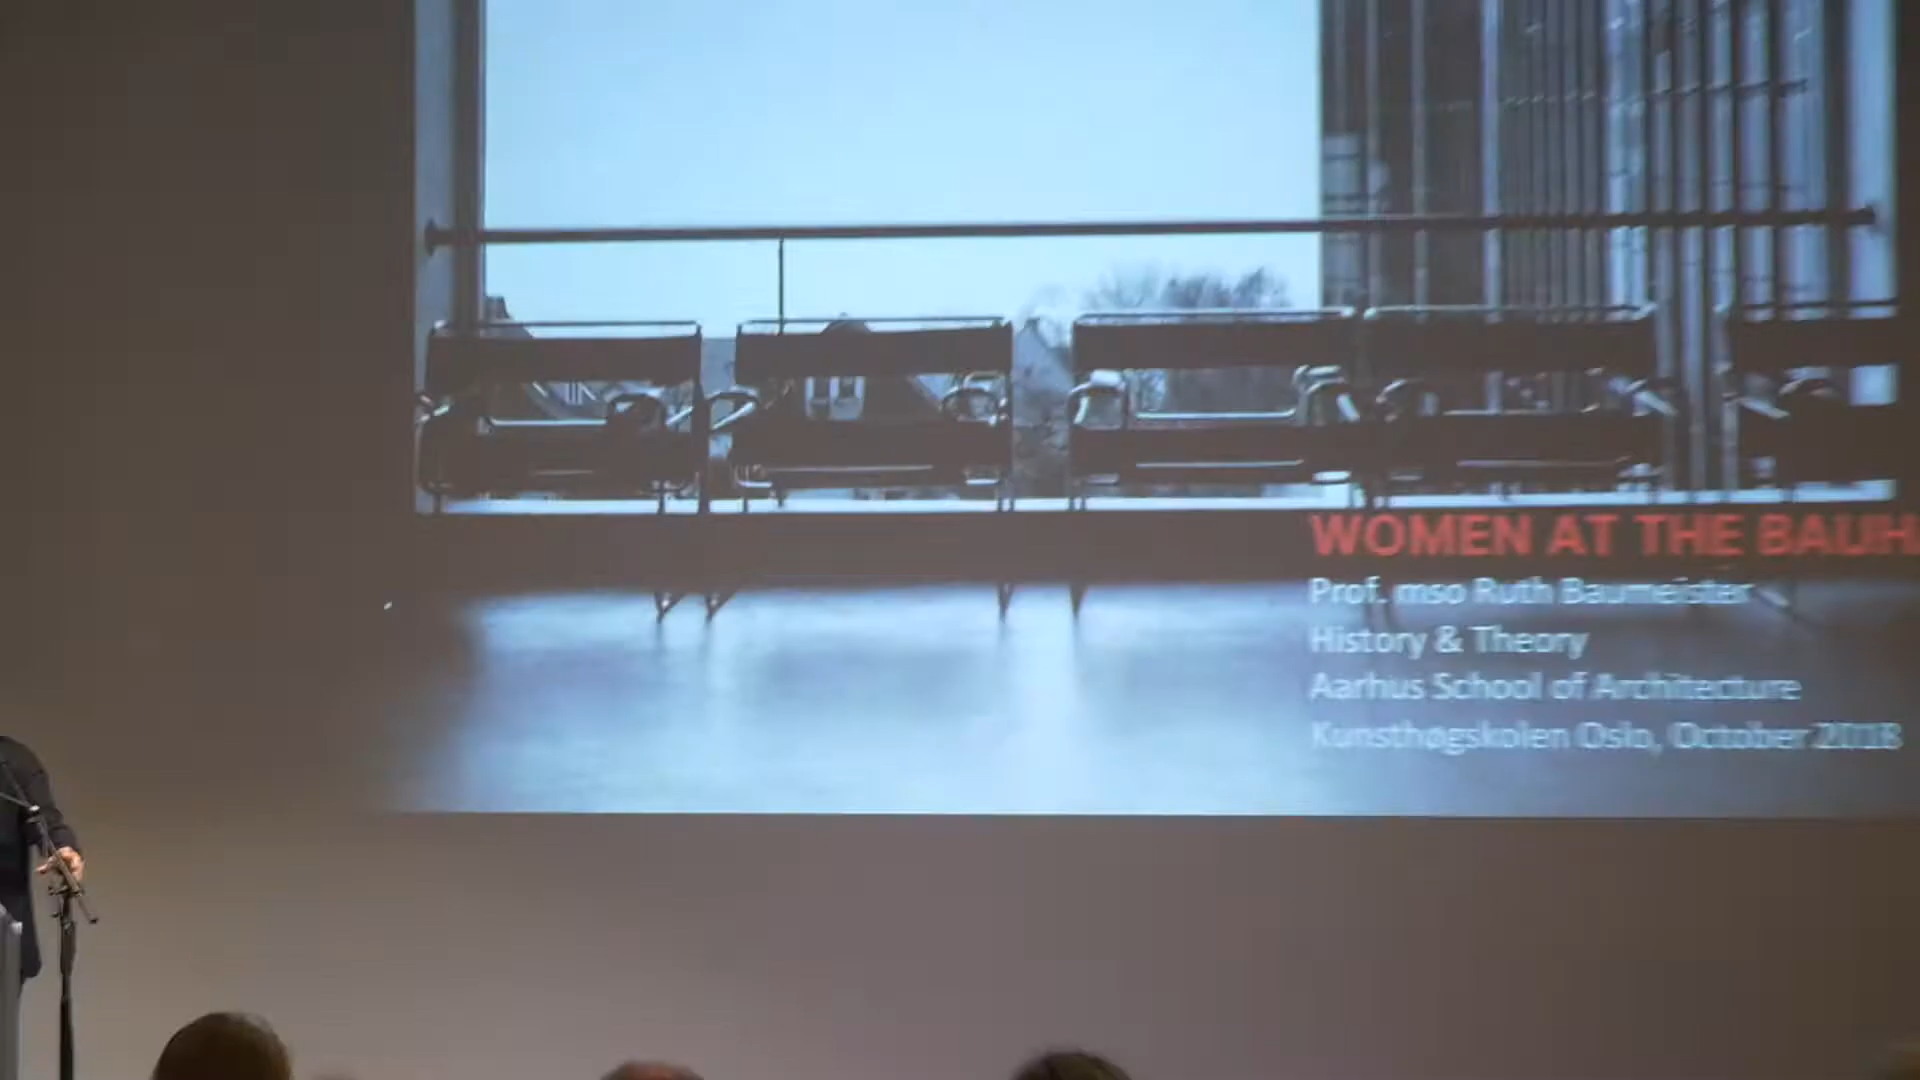 WOMEN AT THE BAUH
Prof. mso Ruth Baumeister
History & Theory
Aarhus School of Architecture
Kunsthøgskolen Oslo, October 2018